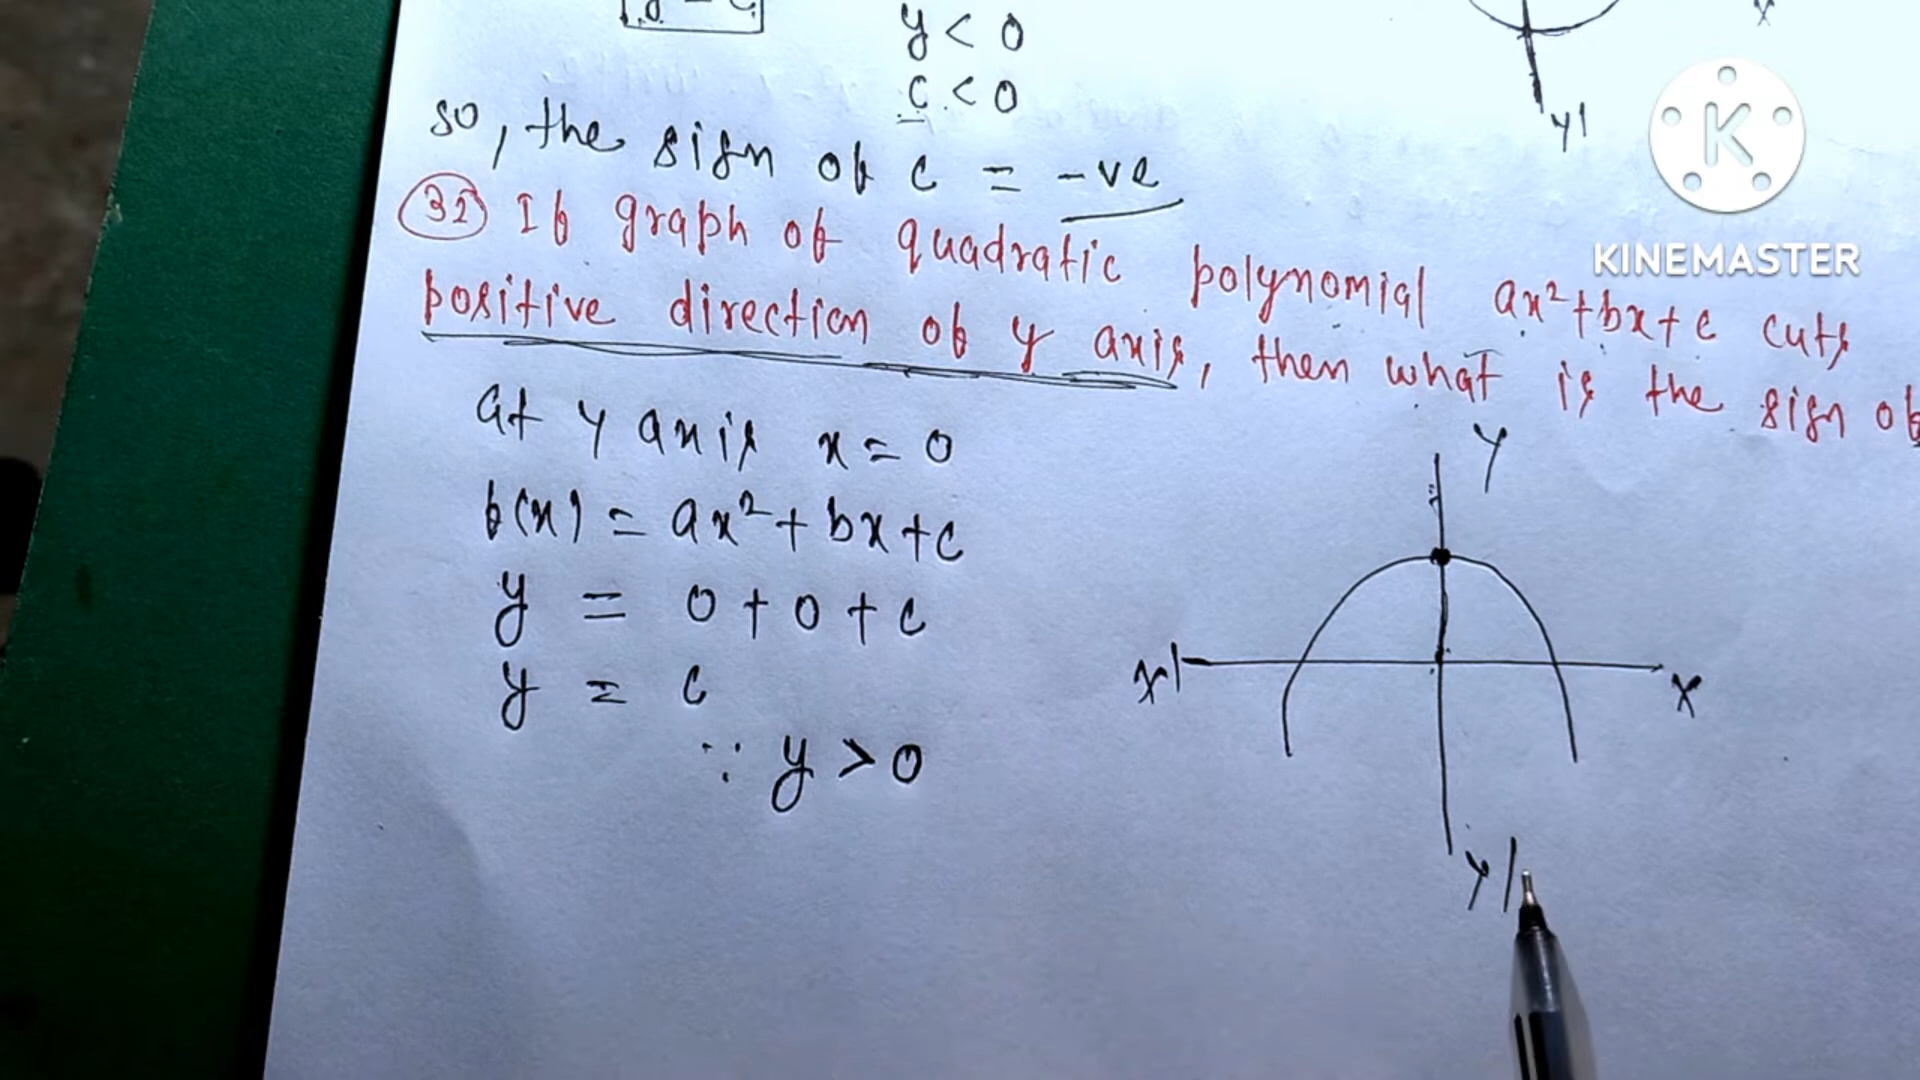 y < 0
c < 0
so, the sign of c = -ve
32 If graph of quadratic polynomial ax²+bx+c cuts
positive direction of y axis, then what is the sign of
at y axis x = 0
f(x) = ax²+bx+c
y = 0 + 0 + c
y = c
∵ y > 0
x
y'
K
KINEMASTER
Y
x'
x
y'